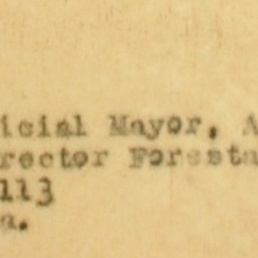 icial Mayor, A
rector Foresta
113
a.